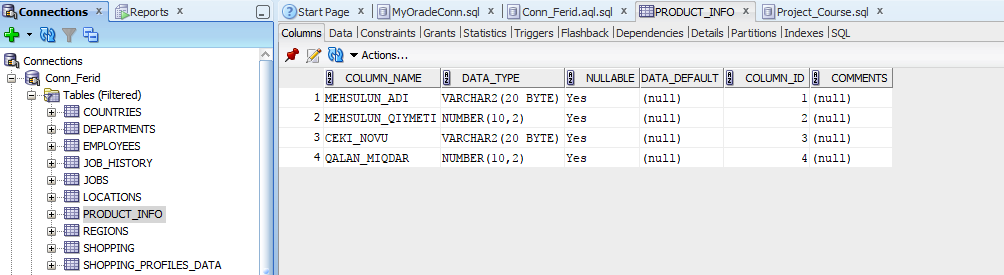 Connections x Reports x
Start Page x MyOracleConn.sql x Conn_Ferid.aql.sql x PRODUCT_INFO x Project_Course.sql x
Columns Data Constraints Grants Statistics Triggers Flashback Dependencies Details Partitions Indexes SQL
Actions...
Connections
Conn_Ferid
Tables (Filtered)
COUNTRIES
DEPARTMENTS
EMPLOYEES
JOB_HISTORY
JOBS
LOCATIONS
PRODUCT_INFO
REGIONS
SHOPPING
SHOPPING_PROFILES_DATA
COLUMN_NAME DATA_TYPE NULLABLE DATA_DEFAULT COLUMN_ID COMMENTS
1 MEHSULUN_ADI VARCHAR2(20 BYTE) Yes (null) 1 (null)
2 MEHSULUN_QIYMETI NUMBER(10,2) Yes (null) 2 (null)
3 CEKI_NOVU VARCHAR2(20 BYTE) Yes (null) 3 (null)
4 QALAN_MIQDAR NUMBER(10,2) Yes (null) 4 (null)